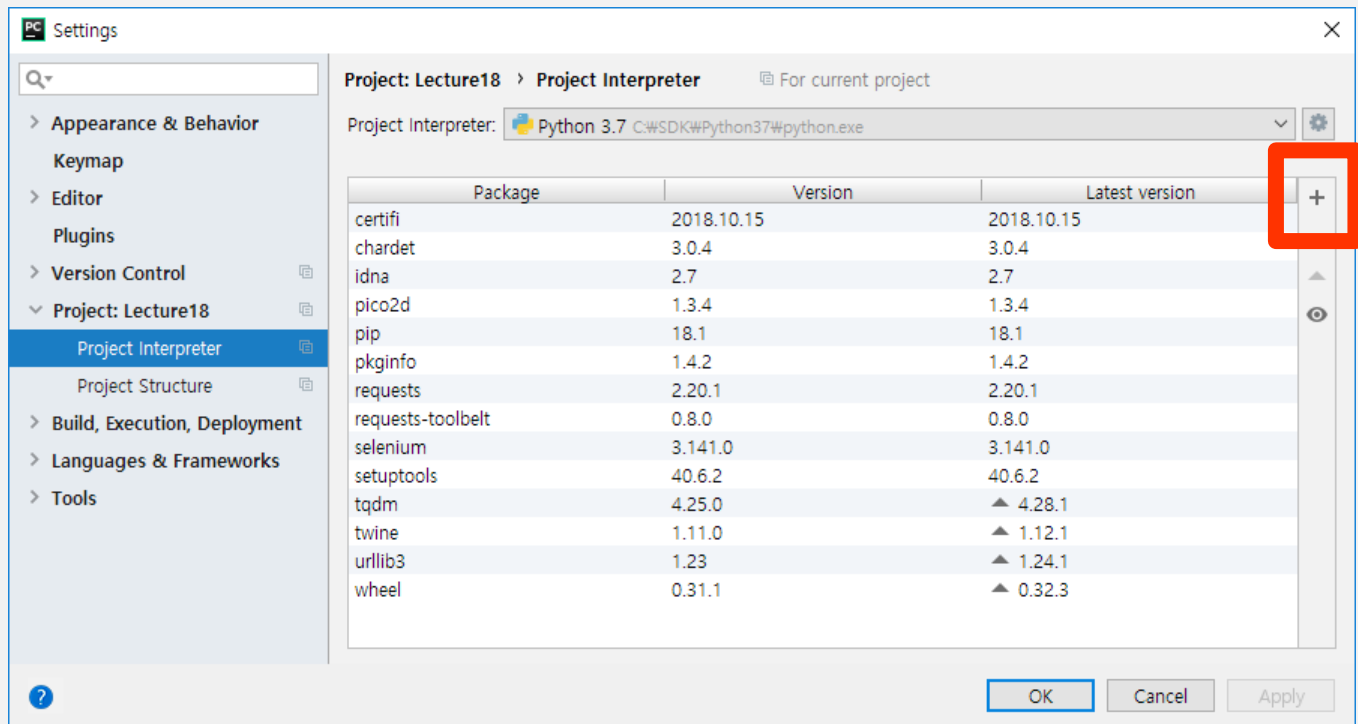 PC Settings
Project: Lecture18 > Project Interpreter For current project
Appearance & Behavior
Keymap
Editor
Plugins
Version Control
Project: Lecture18
Project Interpreter
Project Structure
Build, Execution, Deployment
Languages & Frameworks
Tools
Project Interpreter: Python 3.7 C:₩SDK₩Python37₩python.exe
Package Version Latest version
certifi 2018.10.15 2018.10.15
chardet 3.0.4 3.0.4
idna 2.7 2.7
pico2d 1.3.4 1.3.4
pip 18.1 18.1
pkginfo 1.4.2 1.4.2
requests 2.20.1 2.20.1
requests-toolbelt 0.8.0 0.8.0
selenium 3.141.0 3.141.0
setuptools 40.6.2 40.6.2
tqdm 4.25.0 4.28.1
twine 1.11.0 1.12.1
urllib3 1.23 1.24.1
wheel 0.31.1 0.32.3
? OK Cancel Apply